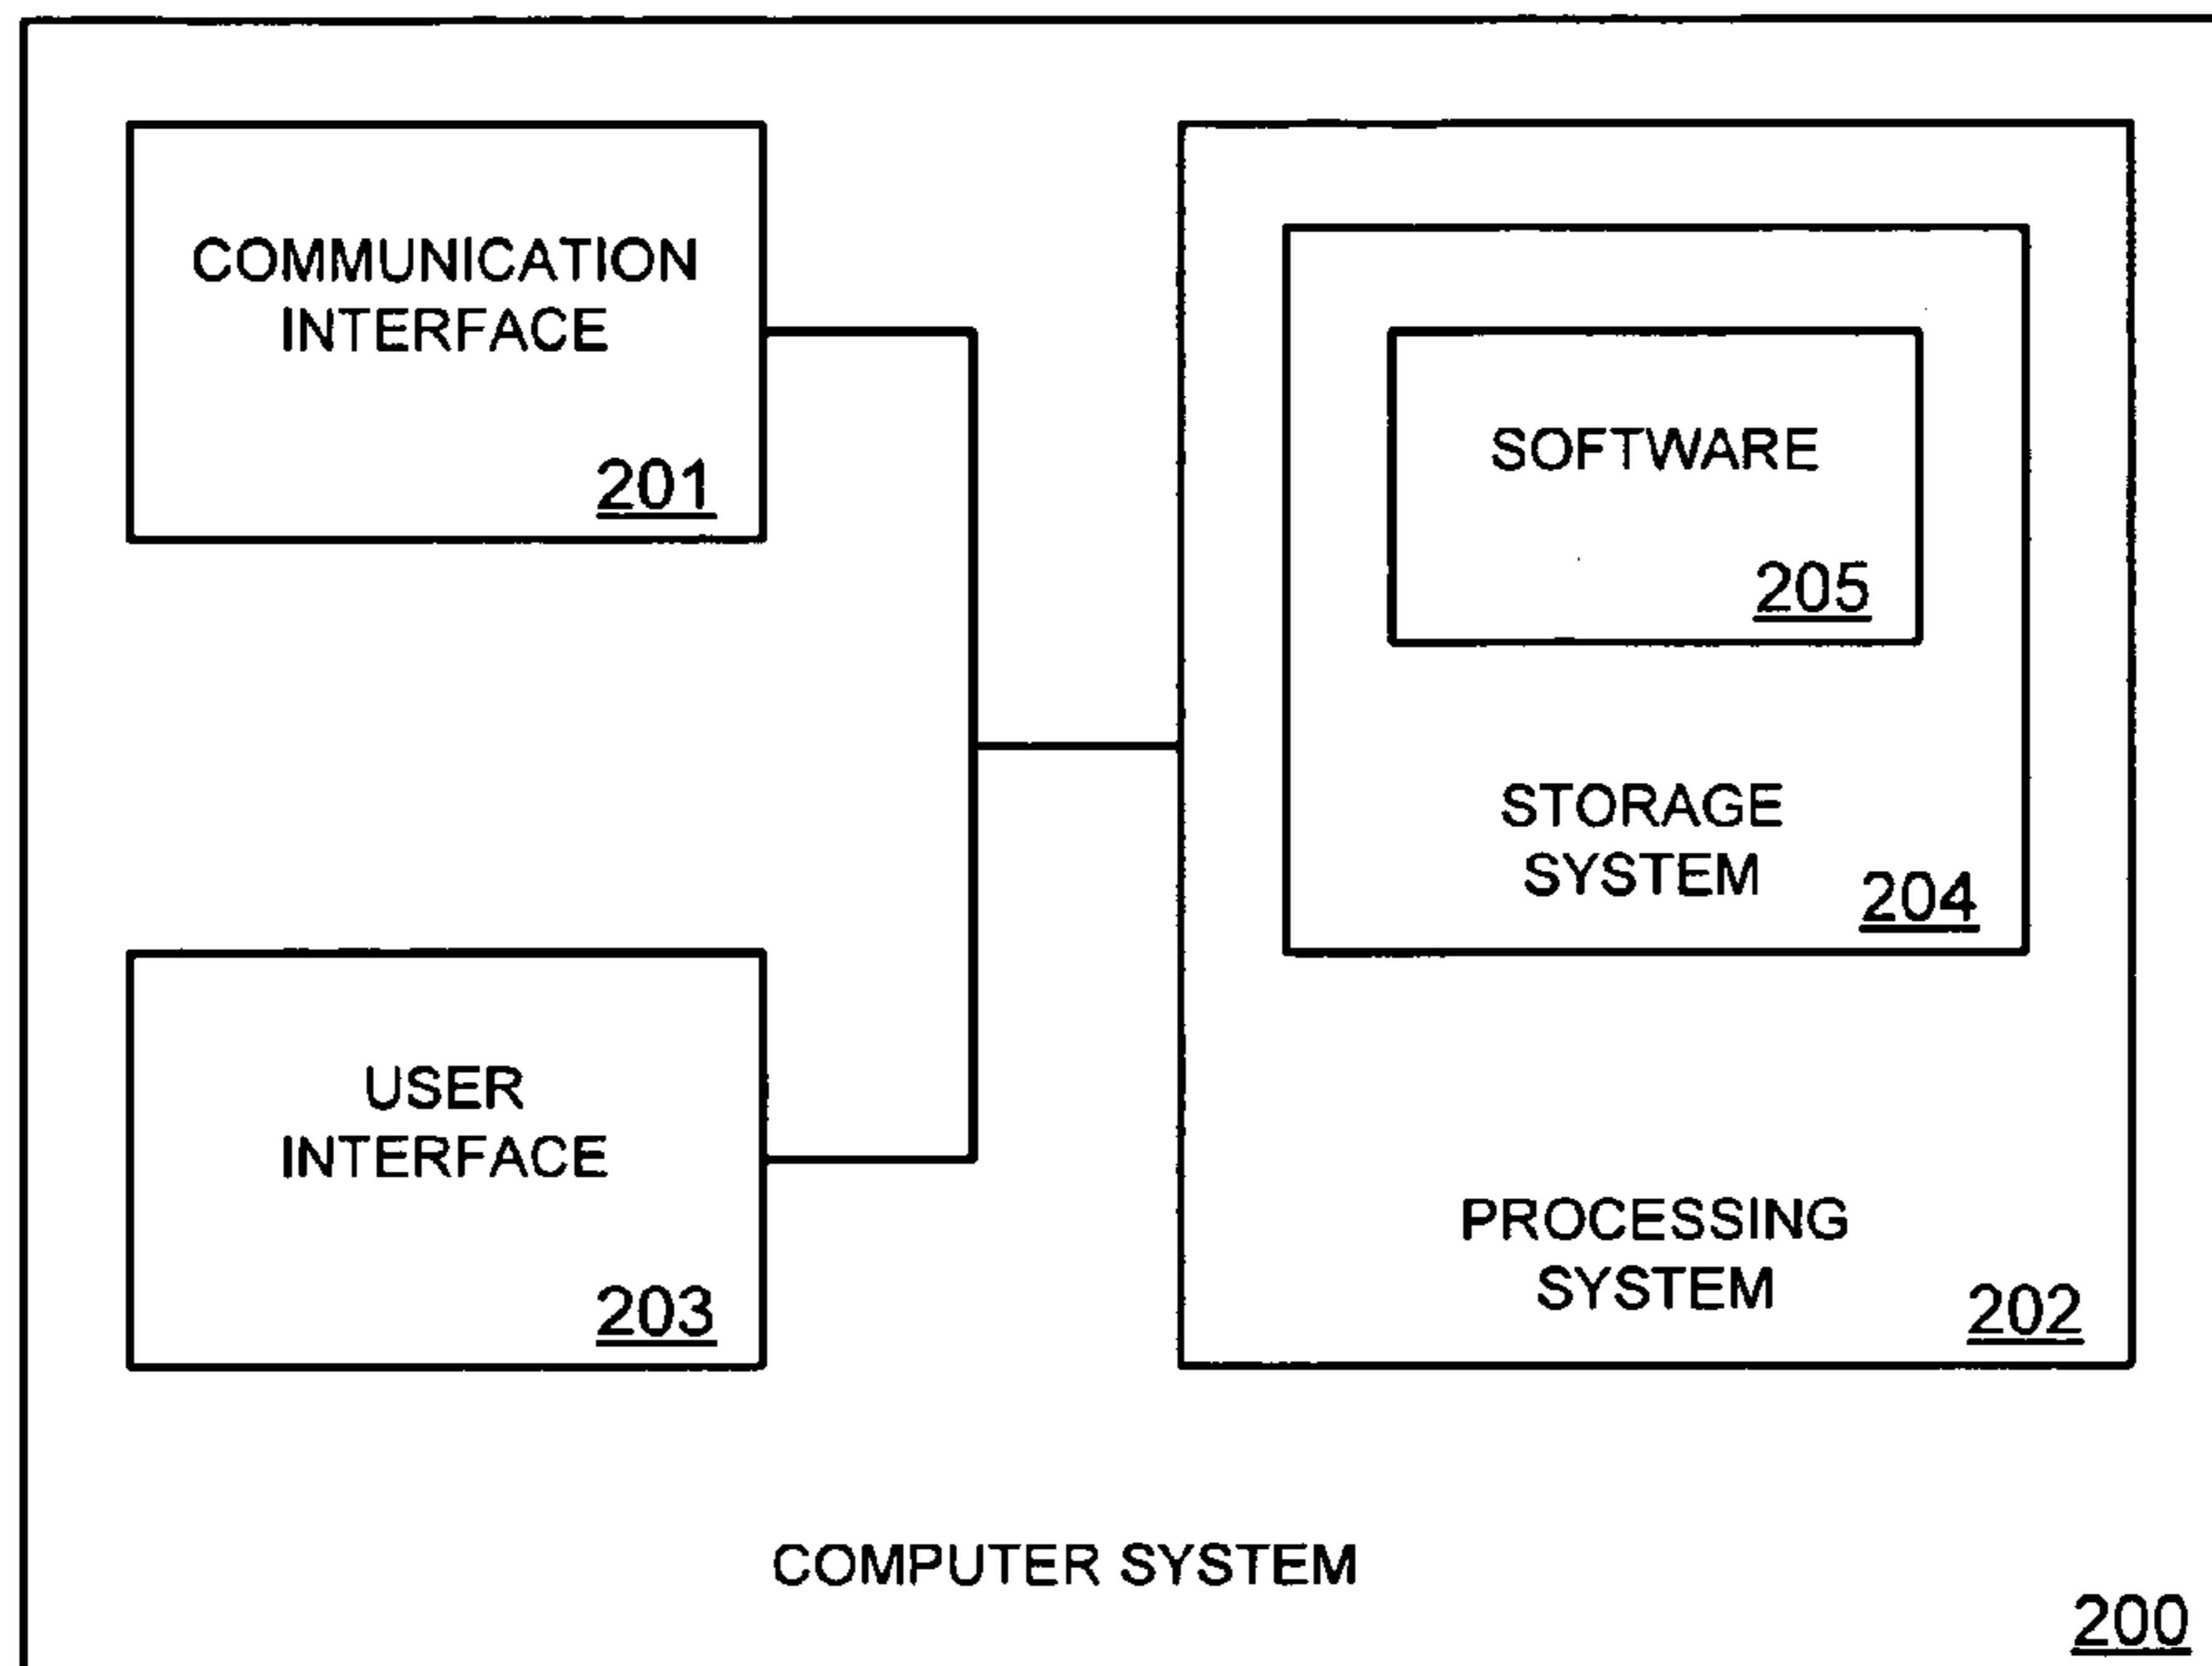 COMMUNICATION
INTERFACE
201
SOFTWARE
205
STORAGE
SYSTEM
204
USER
INTERFACE
203
PROCESSING
SYSTEM
202
COMPUTER SYSTEM
200